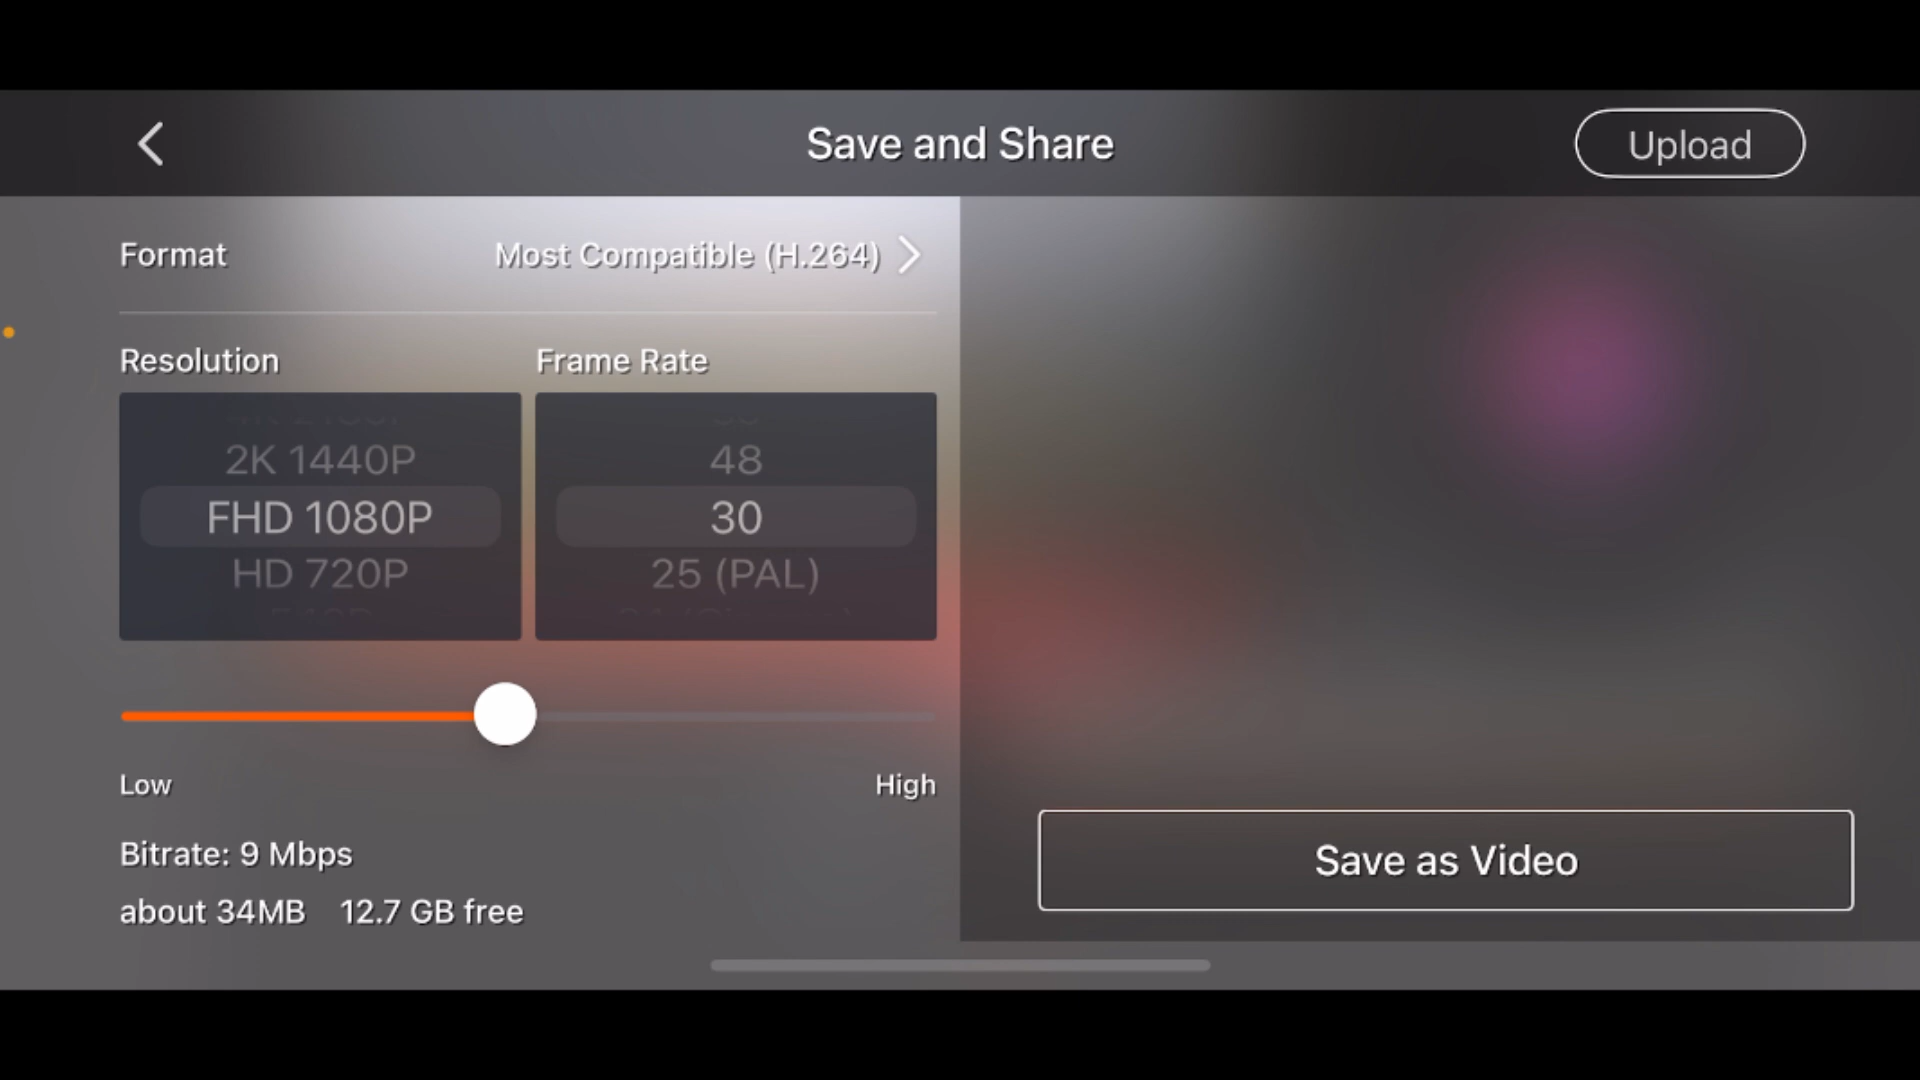 Save and Share
Upload
Format
Most Compatible (H.264)
Resolution
Frame Rate
2K 1440P
48
FHD 1080P
30
HD 720P
25 (PAL)
Low
High
Bitrate: 9 Mbps
about 34MB 12.7 GB free
Save as Video